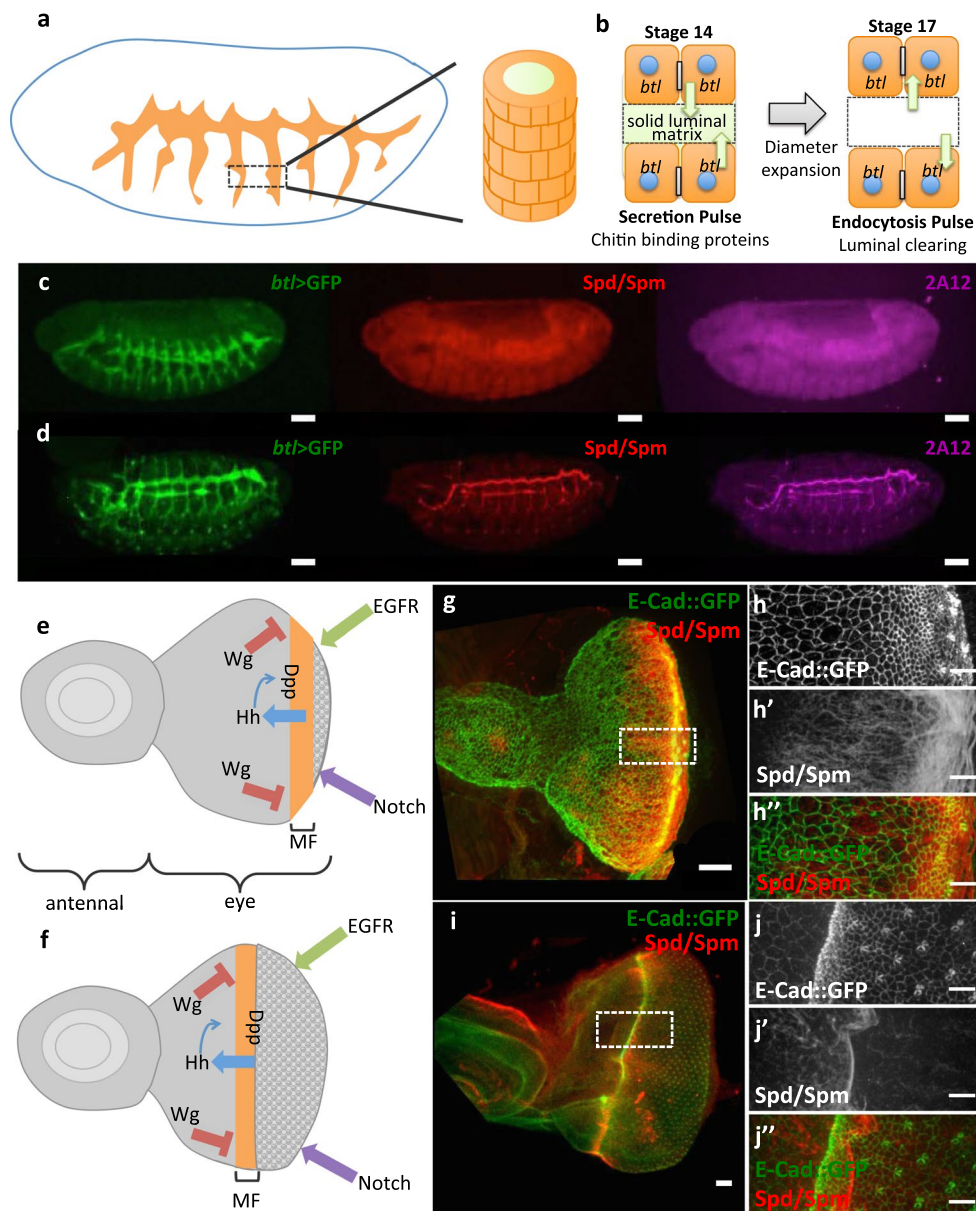 a
b
Stage 14
Stage 17
btl
btl
btl
btl
solid luminal
matrix
Diameter
expansion
btl
btl
btl
btl
Secretion Pulse
Chitin binding proteins
Endocytosis Pulse
Luminal clearing
c
btl>GFP
Spd/Spm
2A12
d
btl>GFP
Spd/Spm
2A12
e
EGFR
Wg
Dpp
Hh
Wg
Notch
MF
antennal
eye
f
EGFR
Wg
Dpp
Hh
Wg
Notch
MF
g
E-Cad::GFP
Spd/Spm
h
E-Cad::GFP
h'
Spd/Spm
h''
E-Cad::GFP
Spd/Spm
i
E-Cad::GFP
Spd/Spm
j
E-Cad::GFP
j'
Spd/Spm
j''
E-Cad::GFP
Spd/Spm